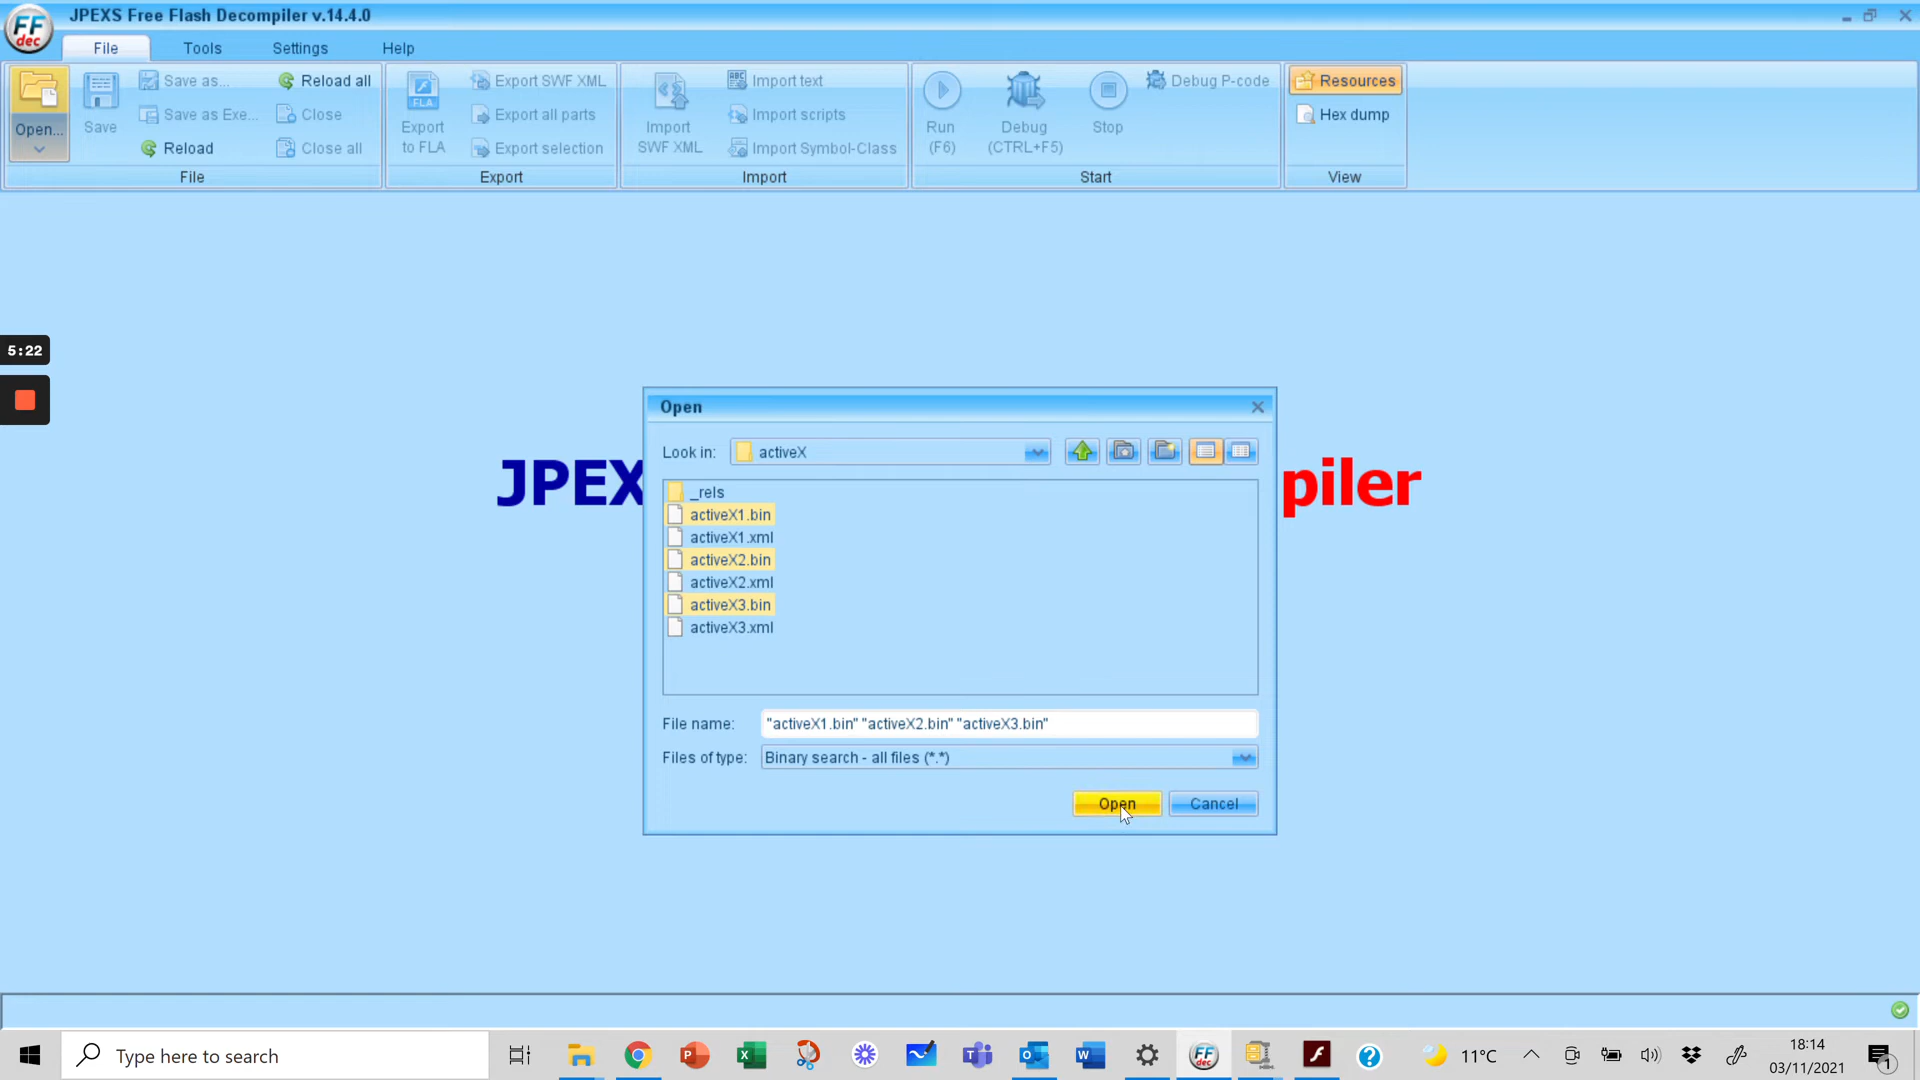 FF dec
JPEXS Free Flash Decompiler v.14.4.0
File Tools Settings Help
Open...
Save
Save as...
Save as Exe...
Reload
Reload all
Close
Close all
File
FLA
Export to FLA
Export SWF XML
Export all parts
Export selection
Export
Import SWF XML
ABC
Import text
Import scripts
Import Symbol-Class
Import
Run (F6)
Debug (CTRL+F5)
Stop
Debug P-code
Start
Resources
Hex dump
View
5:22
JPEX
piler
Open
Look in: activeX
_rels
activeX1.bin
activeX1.xml
activeX2.bin
activeX2.xml
activeX3.bin
activeX3.xml
File name: "activeX1.bin" "activeX2.bin" "activeX3.bin"
Files of type: Binary search - all files (*.*)
Open Cancel
Type here to search
11°C
18:14
03/11/2021
1